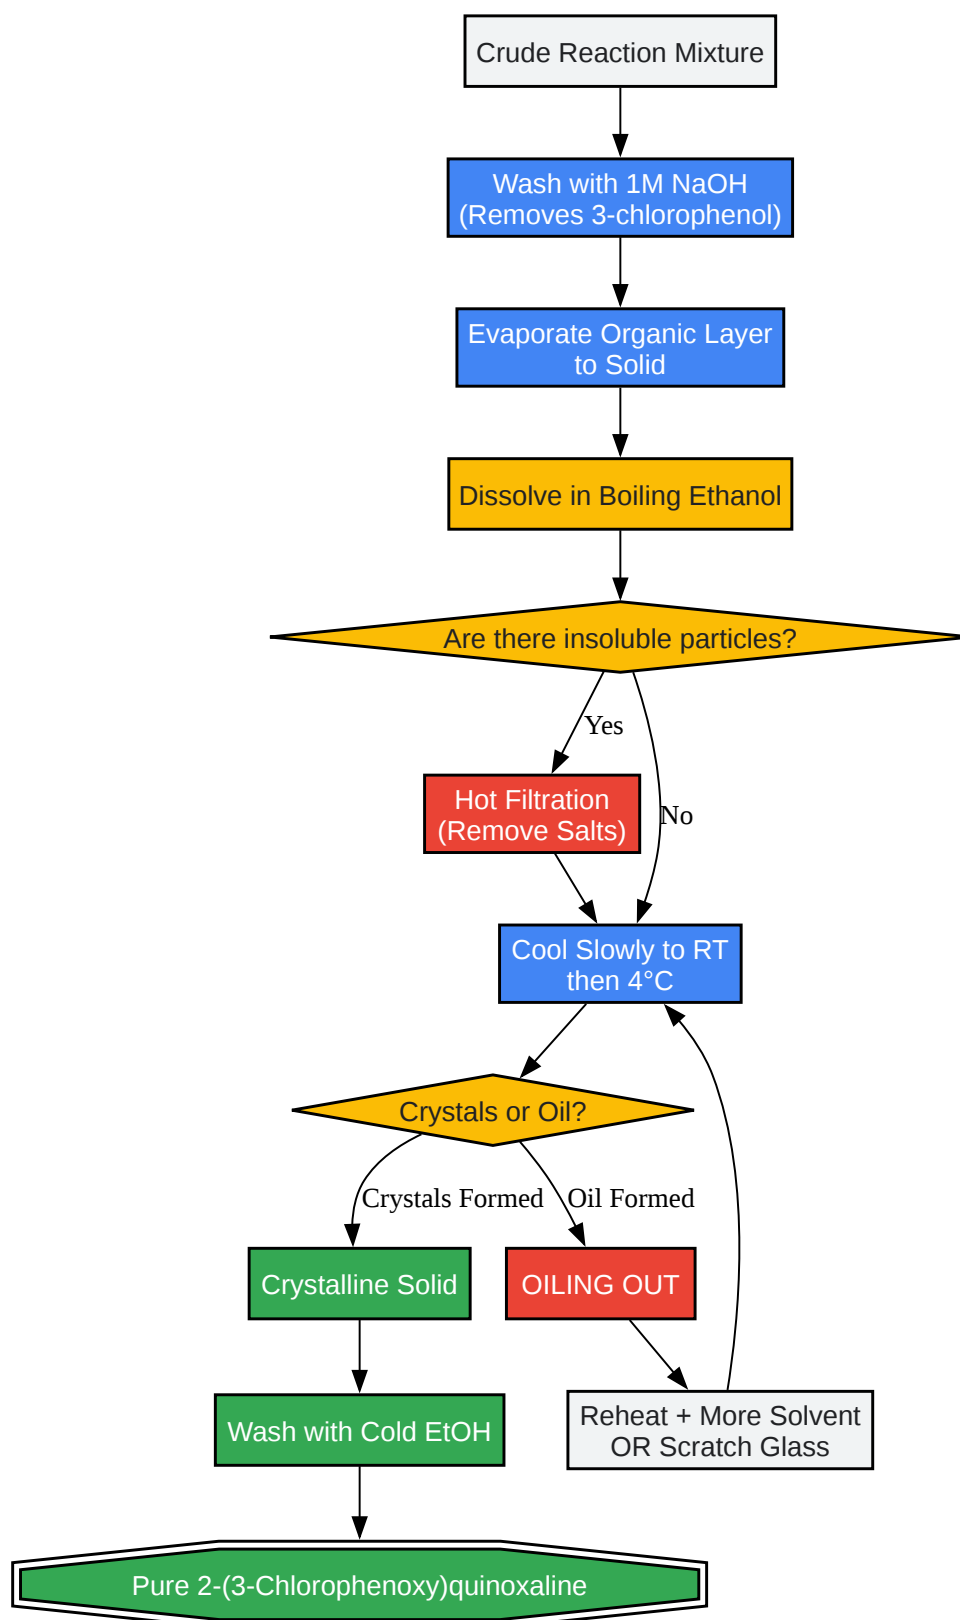 Crude Reaction Mixture
Wash with 1M NaOH
(Removes 3-chlorophenol)
Evaporate Organic Layer
to Solid
Dissolve in Boiling Ethanol
Are there insoluble particles?
Yes
Hot Filtration
(Remove Salts)
No
Cool Slowly to RT
then 4°C
Crystals or Oil?
Crystals Formed
Oil Formed
Crystalline Solid
OILING OUT
Wash with Cold EtOH
Reheat + More Solvent
OR Scratch Glass
Pure 2-(3-Chlorophenoxy)quinoxaline